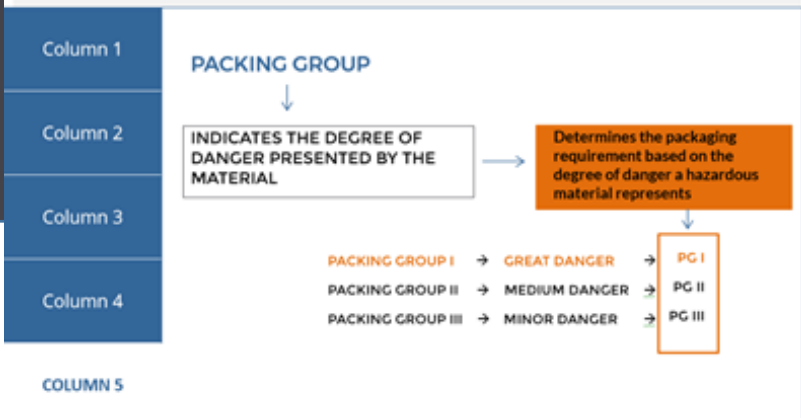 Column 1
Column 2
Column 3
Column 4
COLUMN 5
PACKING GROUP
INDICATES THE DEGREE OF
DANGER PRESENTED BY THE
MATERIAL
Determines the packaging
requirement based on the
degree of danger a hazardous
material represents
PACKING GROUP I → GREAT DANGER → PG I
PACKING GROUP II → MEDIUM DANGER → PG II
PACKING GROUP III → MINOR DANGER → PG III